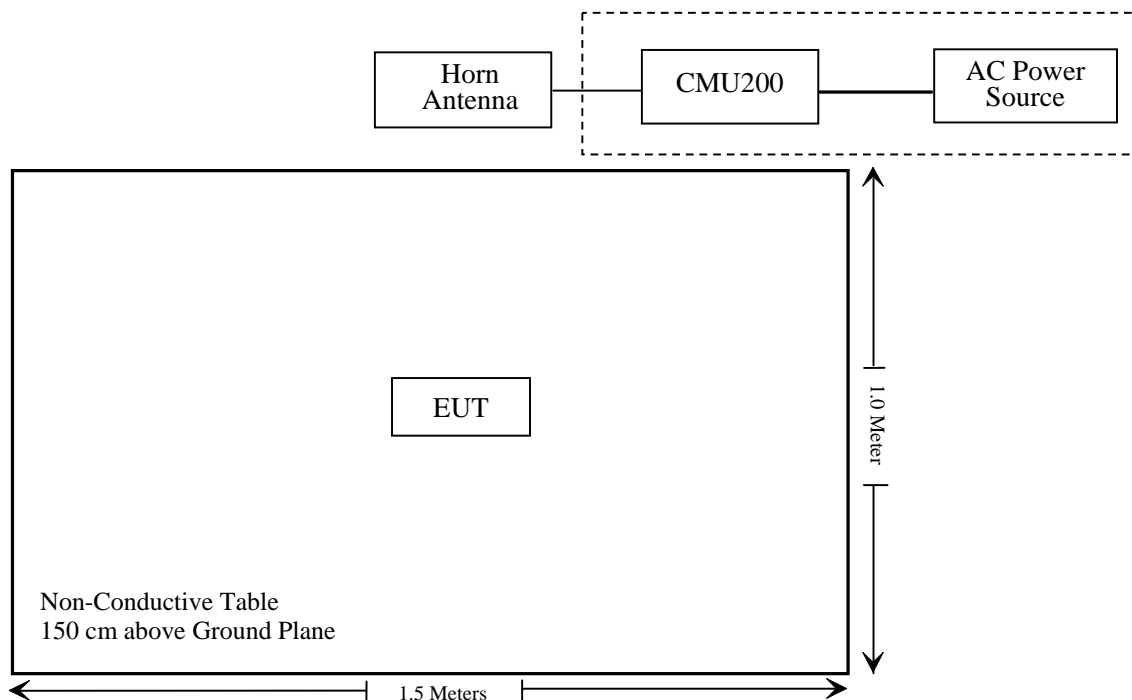 Horn
Antenna
CMU200
AC Power
Source
EUT
1.0 Meter
Non-Conductive Table
150 cm above Ground Plane
1.5 Meters